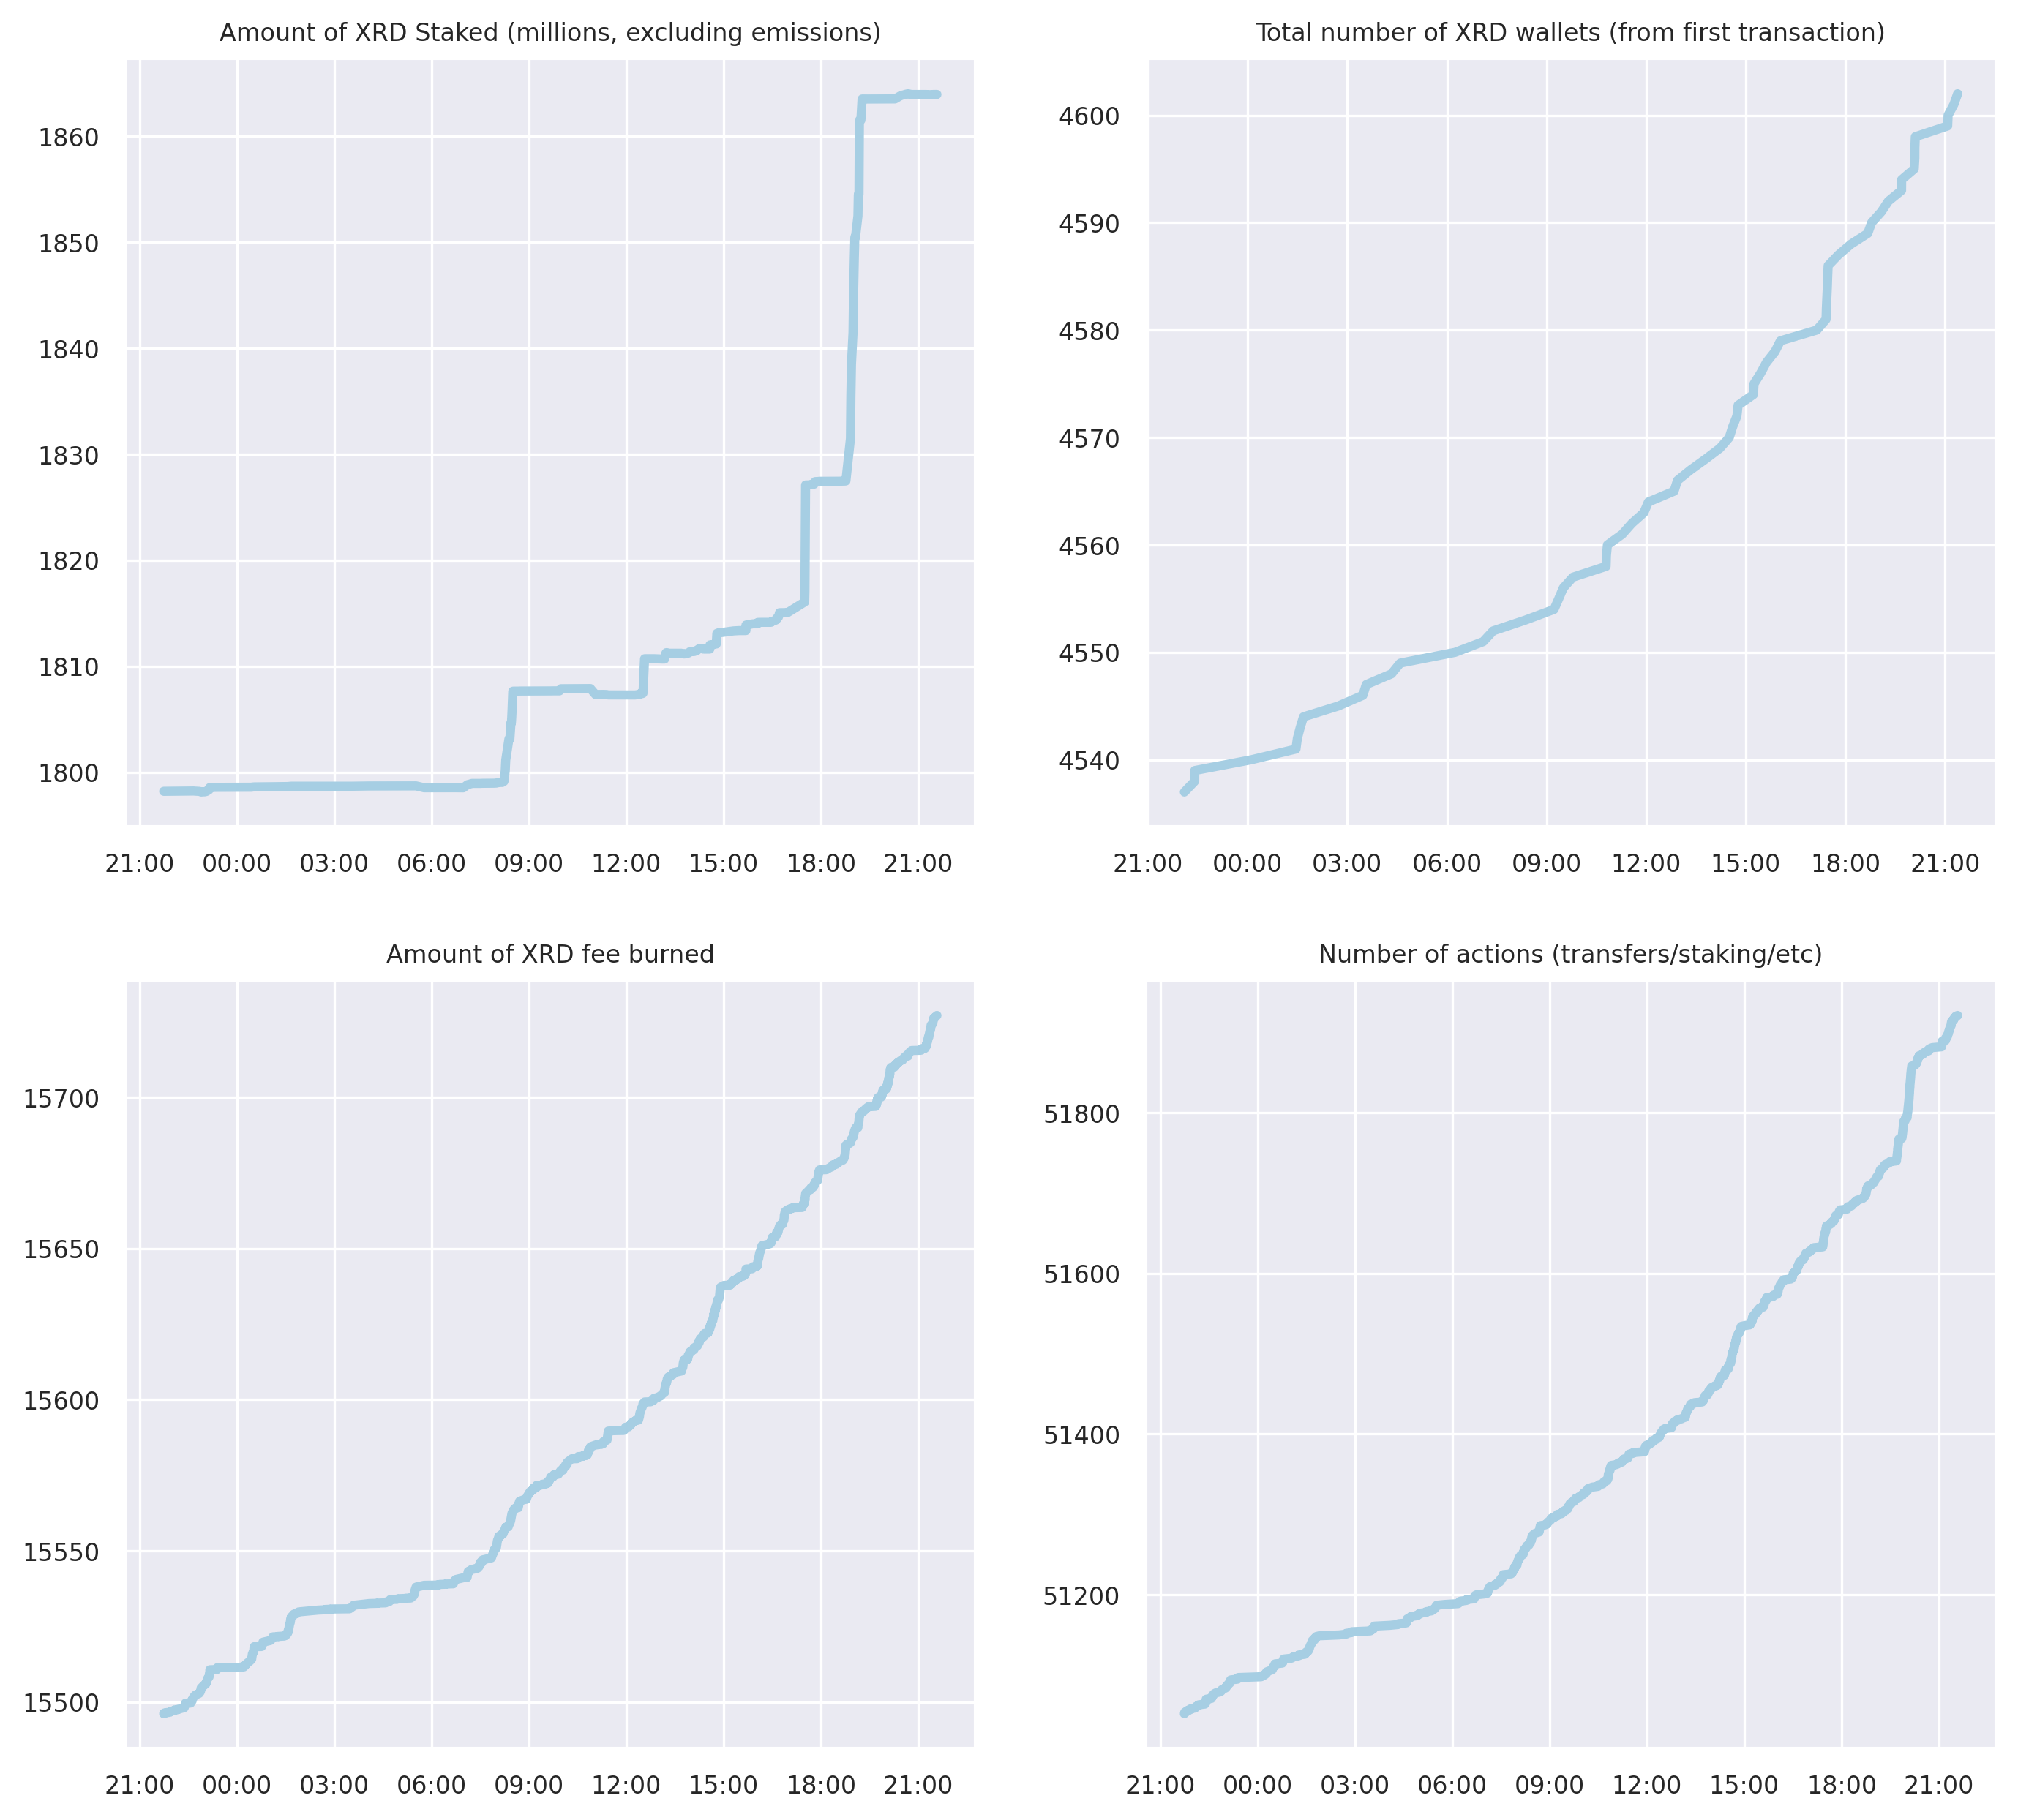 Amount of XRD Staked (millions, excluding emissions)
1860
1850
1840
1830
1820
1810
1800
21:00 00:00 03:00 06:00 09:00 12:00 15:00 18:00 21:00
Total number of XRD wallets (from first transaction)
4600
4590
4580
4570
4560
4550
4540
21:00 00:00 03:00 06:00 09:00 12:00 15:00 18:00 21:00
Amount of XRD fee burned
15700
15650
15600
15550
15500
21:00 00:00 03:00 06:00 09:00 12:00 15:00 18:00 21:00
Number of actions (transfers/staking/etc)
51800
51600
51400
51200
21:00 00:00 03:00 06:00 09:00 12:00 15:00 18:00 21:00